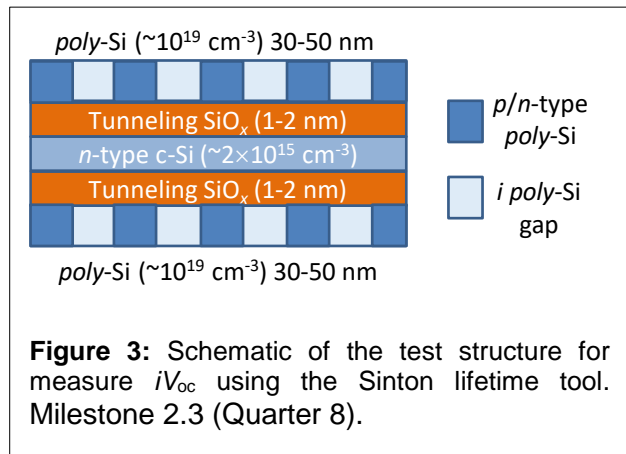 poly-Si (~10¹⁹ cm⁻³) 30-50 nm
Tunneling SiOₓ (1-2 nm)
n-type c-Si (~2×10¹⁵ cm⁻³)
Tunneling SiOₓ (1-2 nm)
poly-Si (~10¹⁹ cm⁻³) 30-50 nm
p/n-type
poly-Si
i poly-Si
gap
Figure 3: Schematic of the test structure for
measure iVoc using the Sinton lifetime tool.
Milestone 2.3 (Quarter 8).